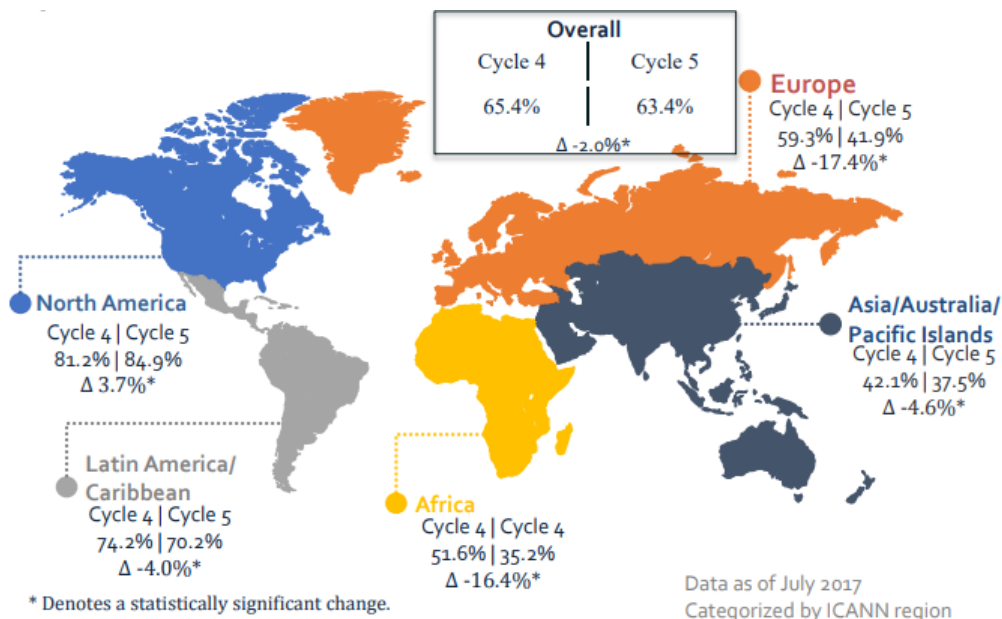 Overall
Cycle 4 | Cycle 5
65.4% | 63.4%
Δ -2.0%*
Europe
Cycle 4 | Cycle 5
59.3% | 41.9%
Δ -17.4%*
North America
Cycle 4 | Cycle 5
81.2% | 84.9%
Δ 3.7%*
Asia/Australia/
Pacific Islands
Cycle 4 | Cycle 5
42.1% | 37.5%
Δ -4.6%*
Latin America/
Caribbean
Cycle 4 | Cycle 5
74.2% | 70.2%
Δ -4.0%*
Africa
Cycle 4 | Cycle 4
51.6% | 35.2%
Δ -16.4%*
* Denotes a statistically significant change.
Data as of July 2017
Categorized by ICANN region